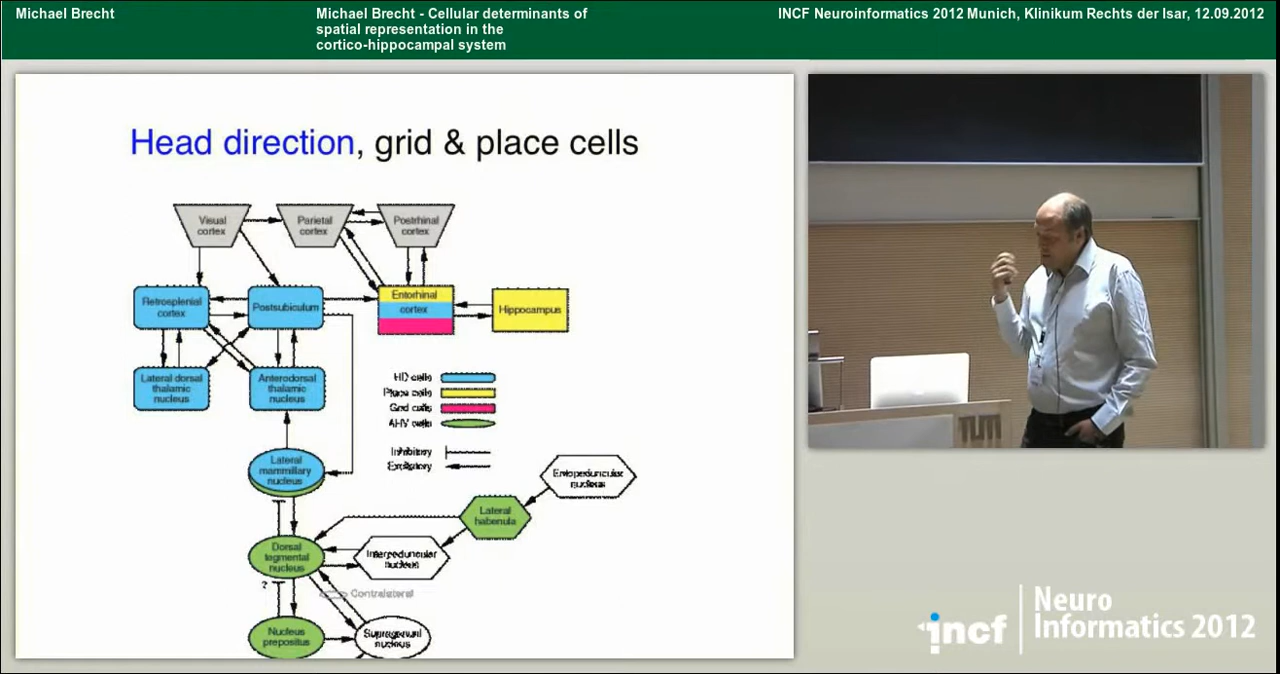 Michael Brecht
Michael Brecht - Cellular determinants of
spatial representation in the
cortico-hippocampal system
INCF Neuroinformatics 2012 Munich, Klinikum Rechts der Isar, 12.09.2012
Head direction, grid & place cells
Visual
cortex
Parietal
cortex
Postrhinal
cortex
Retrosplenial
cortex
Postsubiculum
Entorhinal
cortex
Hippocampus
Lateral dorsal
thalamic
nucleus
Anterodorsal
thalamic
nucleus
HD cells
Place cells
Grid cells
AHV cells
Inhibitory
Excitatory
Lateral
mammillary
nucleus
Entopeduncular
nucleus
Lateral
habenula
Dorsal
tegmental
nucleus
Interpeduncular
nucleus
?
Contralateral
Nucleus
prepositus
Supragenual
nucleus
TUM
incf
Neuro
Informatics 2012